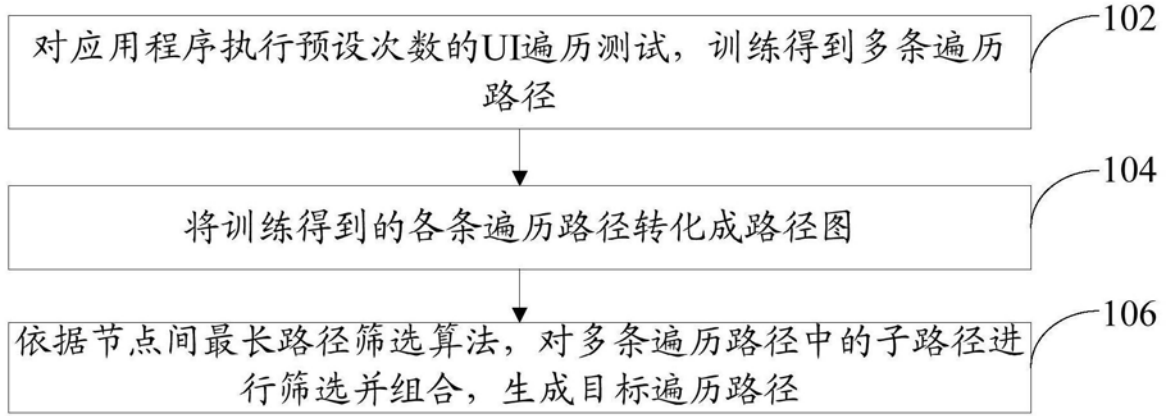 对应用程序执行预设次数的UI遍历测试，训练得到多条遍历
路径
102
将训练得到的各条遍历路径转化成路径图
104
依据节点间最长路径筛选算法，对多条遍历路径中的子路径进
行筛选并组合，生成目标遍历路径
106